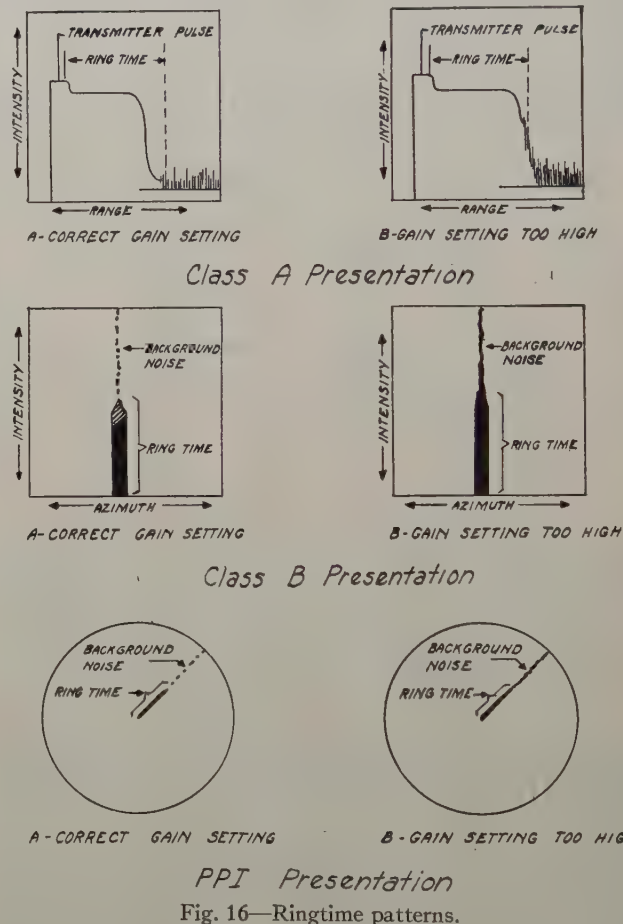 TRANSMITTER PULSE
RING TIME
INTENSITY
RANGE
A-CORRECT GAIN SETTING
TRANSMITTER PULSE
RING TIME
INTENSITY
RANGE
B-GAIN SETTING TOO HIGH
Class A Presentation
BACKGROUND
NOISE
INTENSITY
RING TIME
AZIMUTH
A-CORRECT GAIN SETTING
BACKGROUND
NOISE
INTENSITY
RING TIME
AZIMUTH
B-GAIN SETTING TOO HIGH
Class B Presentation
BACKGROUND
NOISE
RING TIME
A-CORRECT GAIN SETTING
BACKGROUND
NOISE
RING TIME
B-GAIN SETTING TOO HIG
PPI Presentation
Fig. 16—Ringtime patterns.